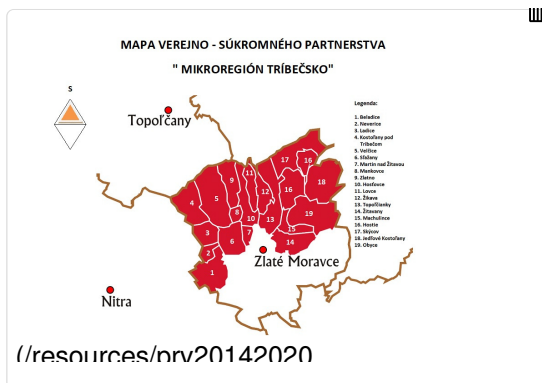 MAPA VEREJNO - SÚKROMNÉHO PARTNERSTVA
" MIKROREGIÓN TRÍBEČSKO"
S
Topoľčany
Legenda:
1. Beladice
2. Neverice
3. Ladice
4. Kostoľany pod
Tribečom
5. Velčice
6. Sľažany
7. Martin nad Žitavou
8. Mankovce
9. Zlatno
10. Hosťovce
11. Lovce
12. Žikava
13. Topoľčianky
14. Žitavany
15. Machulince
16. Hostie
17. Skýcov
18. Jedľové Kostoľany
19. Obyce
17
16
11
9
18
12
16
5
4
8
10
13
19
3
7
15
6
14
2
1
Zlaté Moravce
Nitra
(/resources/prv20142020